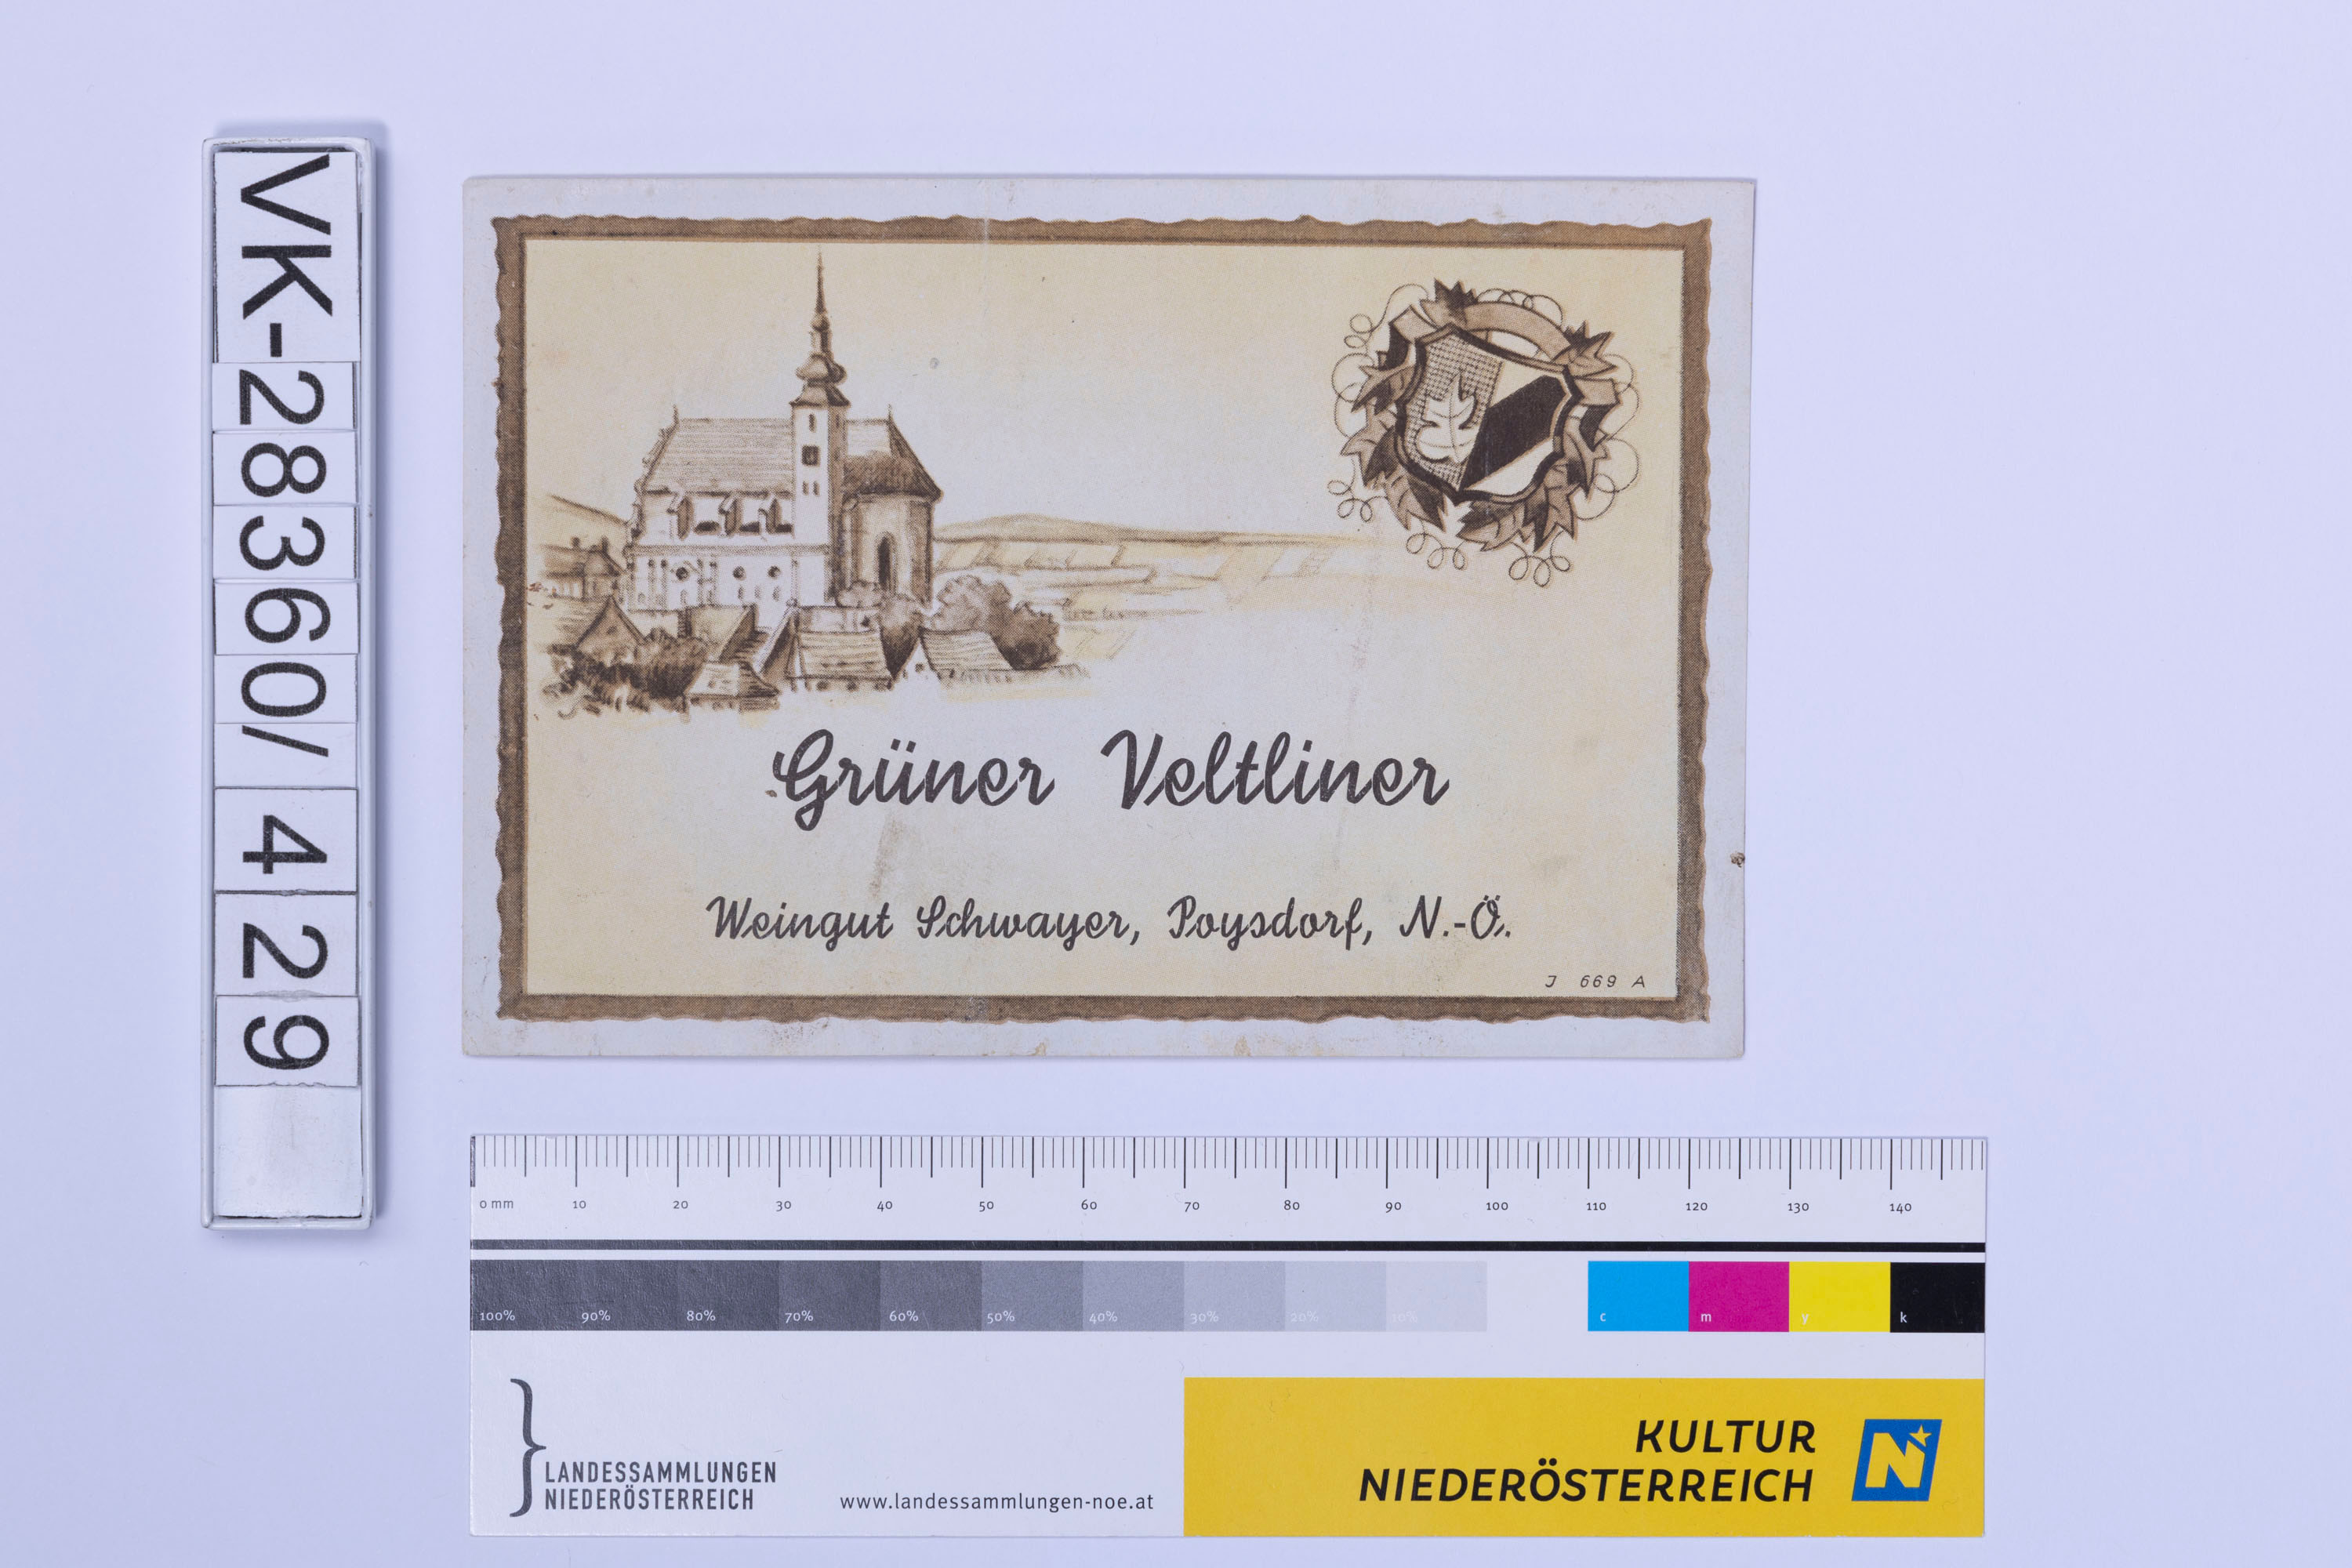 VK-28360/ 4 29
Grüner Veltliner
Weingut Schwayer, Poysdorf, N.-Ö.
J 669 A
0 mm 10 20 30 40 50 60 70 80 90 100 110 120 130 140
100% 90% 80% 70% 60% 50% 40% 30% 20% 10% c m y k
LANDESSAMMLUNGEN
NIEDERÖSTERREICH
www.landessammlungen-noe.at
KULTUR
NIEDERÖSTERREICH
N